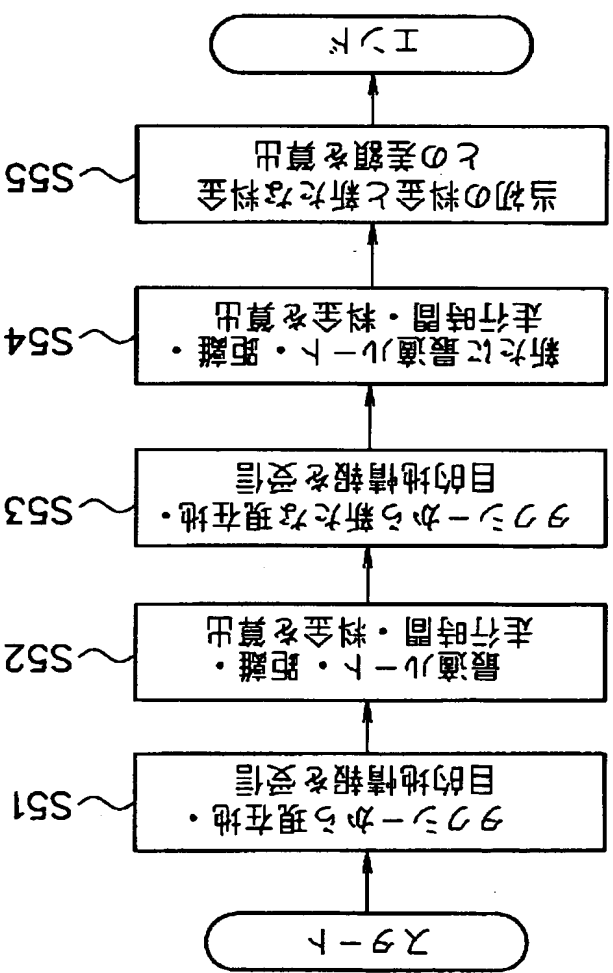 スタート
タクシーから現在地・
目的地情報を受信
S51
最適ルート・距離・
走行時間・料金を算出
S52
タクシーから新たな現在地・
目的地情報を受信
S53
新たに最適ルート・距離・
走行時間・料金を算出
S54
当初の料金と新たな料金
との差額を算出
S55
エンド